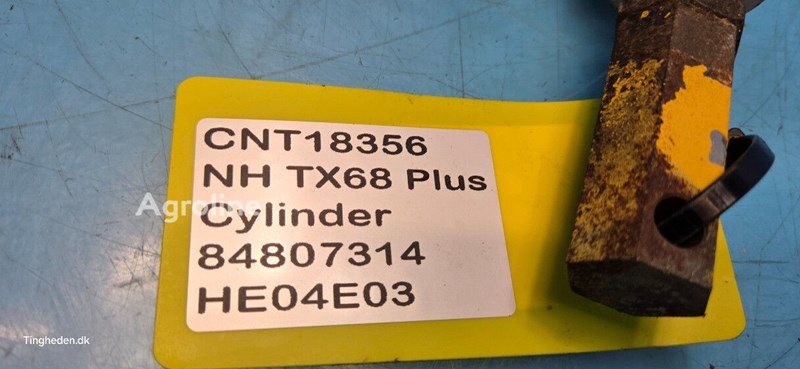 CNT18356
NH TX68 Plus
Agroline
Cylinder
84807314
HE04E03
Tingheden.dk